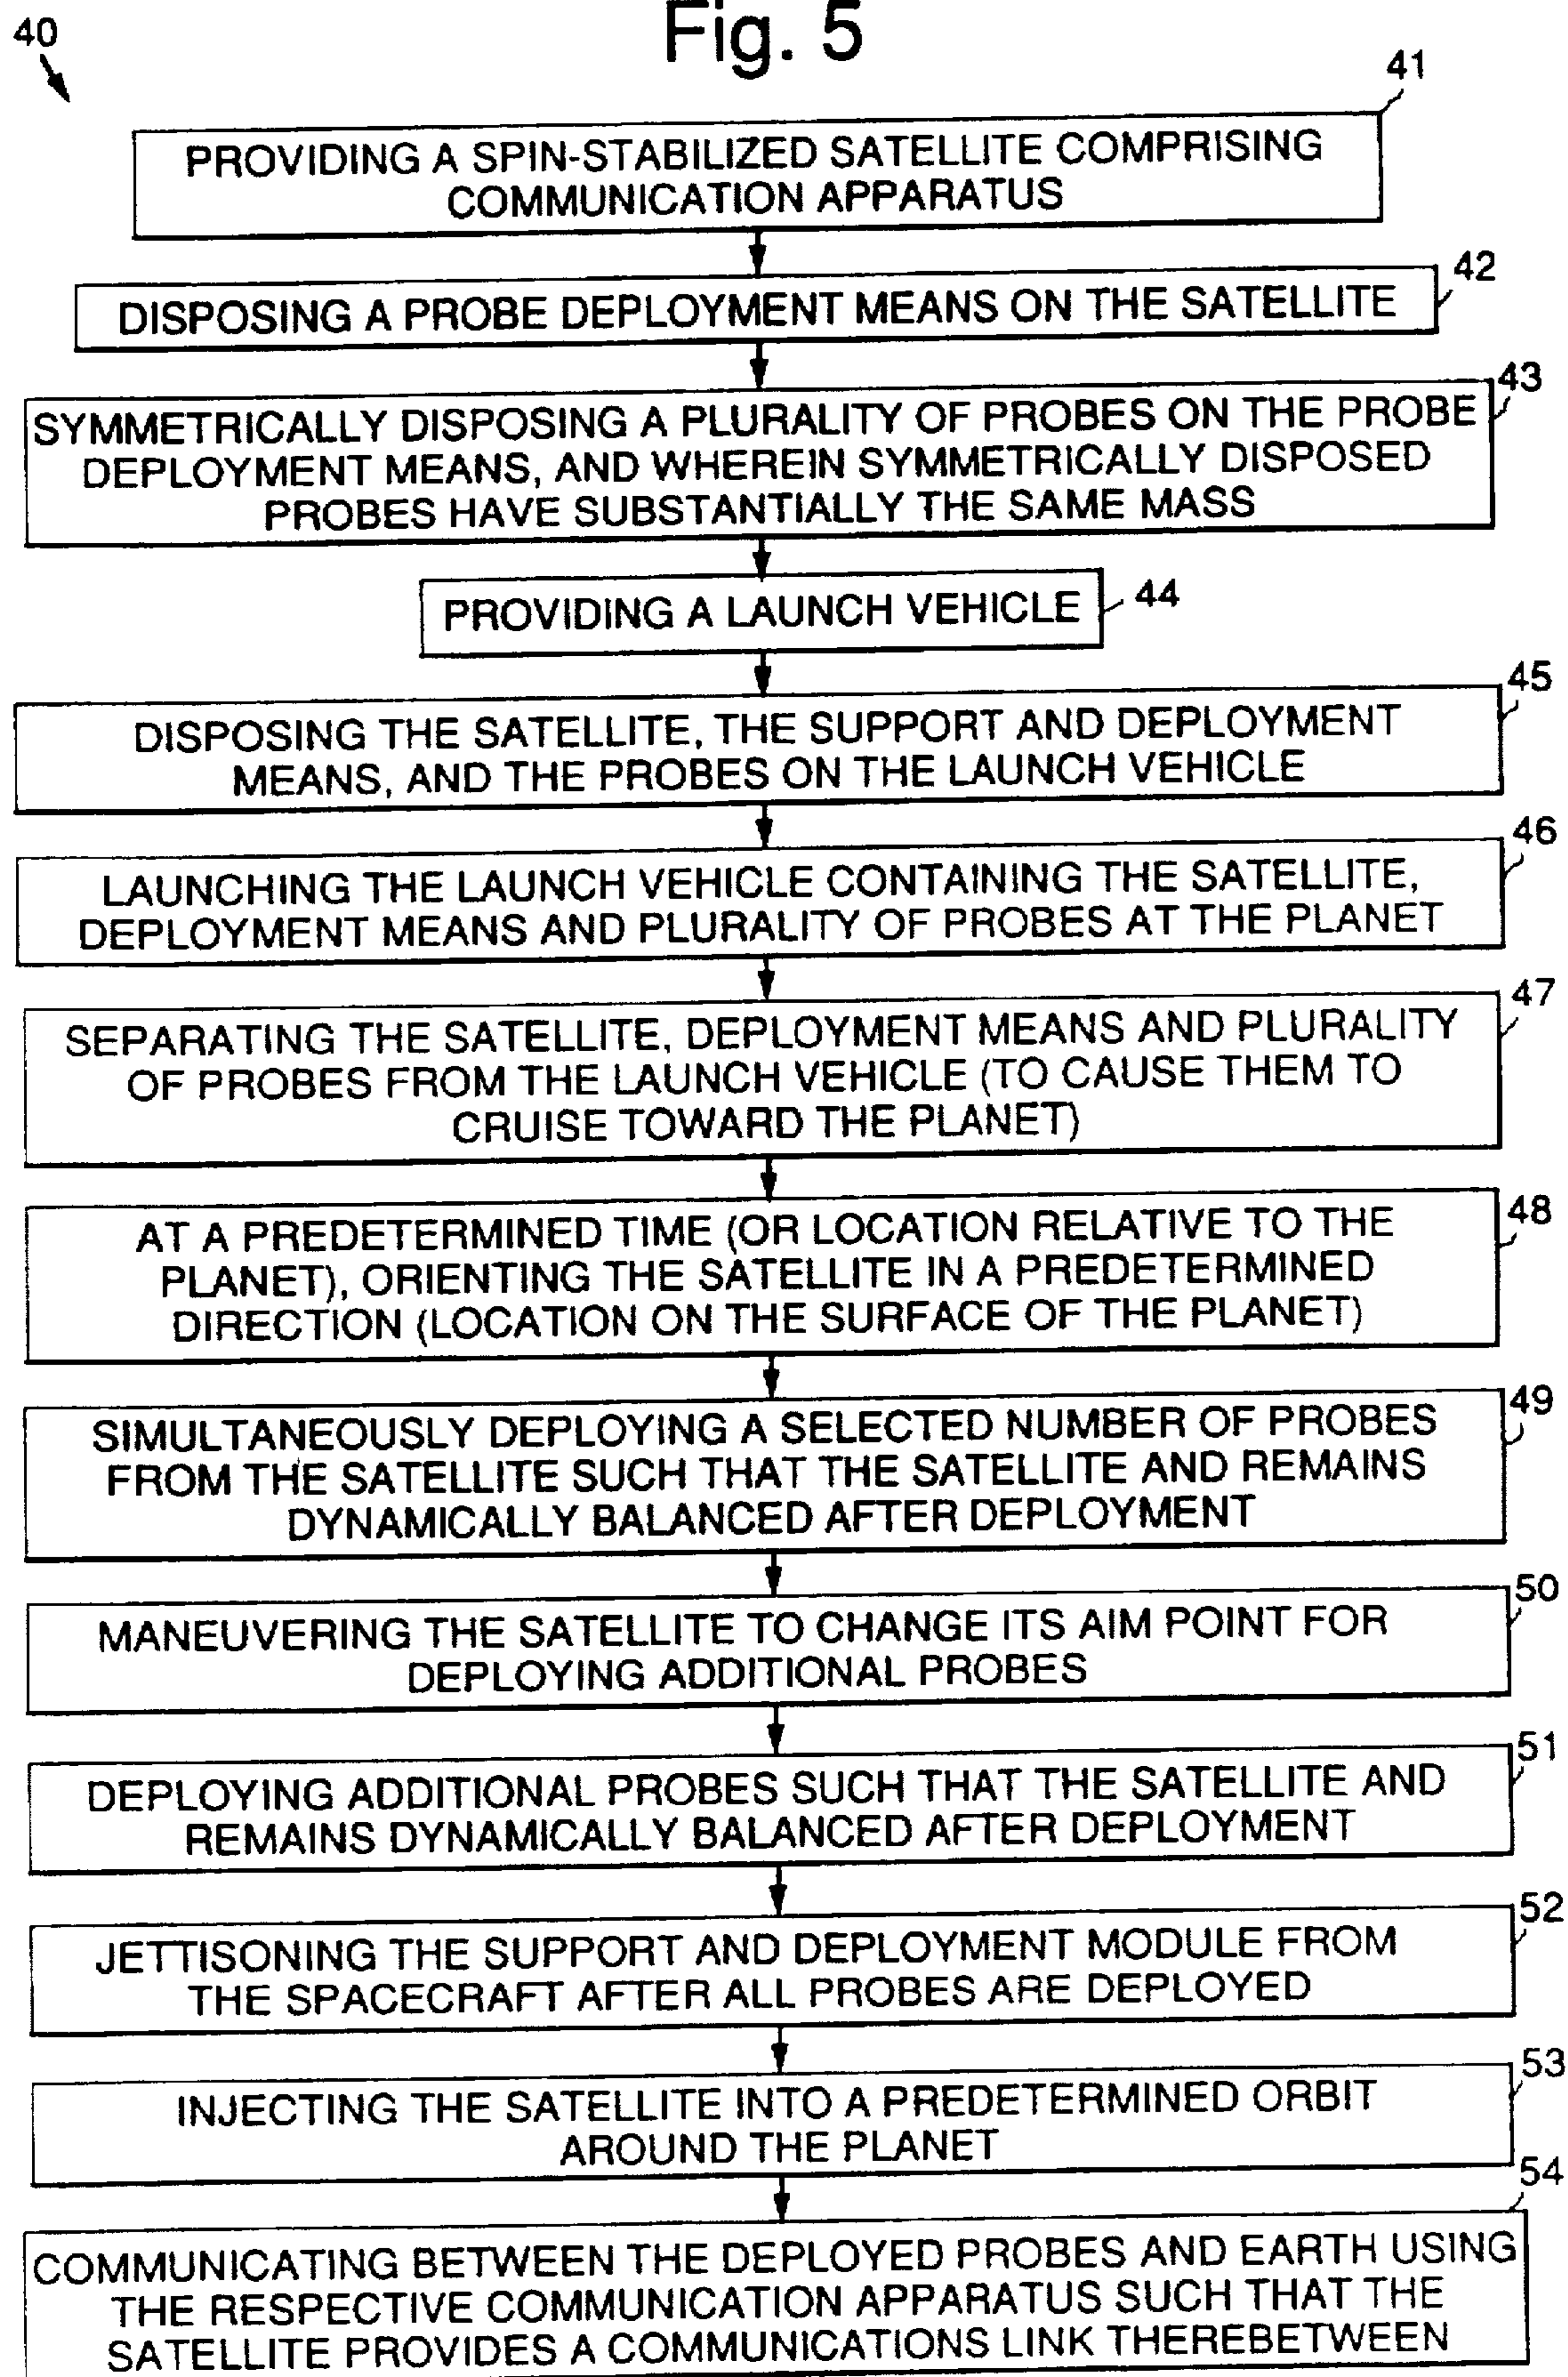 Fig. 5
40
41
PROVIDING A SPIN-STABILIZED SATELLITE COMPRISING
COMMUNICATION APPARATUS
42
DISPOSING A PROBE DEPLOYMENT MEANS ON THE SATELLITE
43
SYMMETRICALLY DISPOSING A PLURALITY OF PROBES ON THE PROBE
DEPLOYMENT MEANS, AND WHEREIN SYMMETRICALLY DISPOSED
PROBES HAVE SUBSTANTIALLY THE SAME MASS
PROVIDING A LAUNCH VEHICLE
44
45
DISPOSING THE SATELLITE, THE SUPPORT AND DEPLOYMENT
MEANS, AND THE PROBES ON THE LAUNCH VEHICLE
46
LAUNCHING THE LAUNCH VEHICLE CONTAINING THE SATELLITE,
DEPLOYMENT MEANS AND PLURALITY OF PROBES AT THE PLANET
47
SEPARATING THE SATELLITE, DEPLOYMENT MEANS AND PLURALITY
OF PROBES FROM THE LAUNCH VEHICLE (TO CAUSE THEM TO
CRUISE TOWARD THE PLANET)
48
AT A PREDETERMINED TIME (OR LOCATION RELATIVE TO THE
PLANET), ORIENTING THE SATELLITE IN A PREDETERMINED
DIRECTION (LOCATION ON THE SURFACE OF THE PLANET)
49
SIMULTANEOUSLY DEPLOYING A SELECTED NUMBER OF PROBES
FROM THE SATELLITE SUCH THAT THE SATELLITE AND REMAINS
DYNAMICALLY BALANCED AFTER DEPLOYMENT
50
MANEUVERING THE SATELLITE TO CHANGE ITS AIM POINT FOR
DEPLOYING ADDITIONAL PROBES
51
DEPLOYING ADDITIONAL PROBES SUCH THAT THE SATELLITE AND
REMAINS DYNAMICALLY BALANCED AFTER DEPLOYMENT
52
JETTISONING THE SUPPORT AND DEPLOYMENT MODULE FROM
THE SPACECRAFT AFTER ALL PROBES ARE DEPLOYED
53
INJECTING THE SATELLITE INTO A PREDETERMINED ORBIT
AROUND THE PLANET
54
COMMUNICATING BETWEEN THE DEPLOYED PROBES AND EARTH USING
THE RESPECTIVE COMMUNICATION APPARATUS SUCH THAT THE
SATELLITE PROVIDES A COMMUNICATIONS LINK THEREBETWEEN